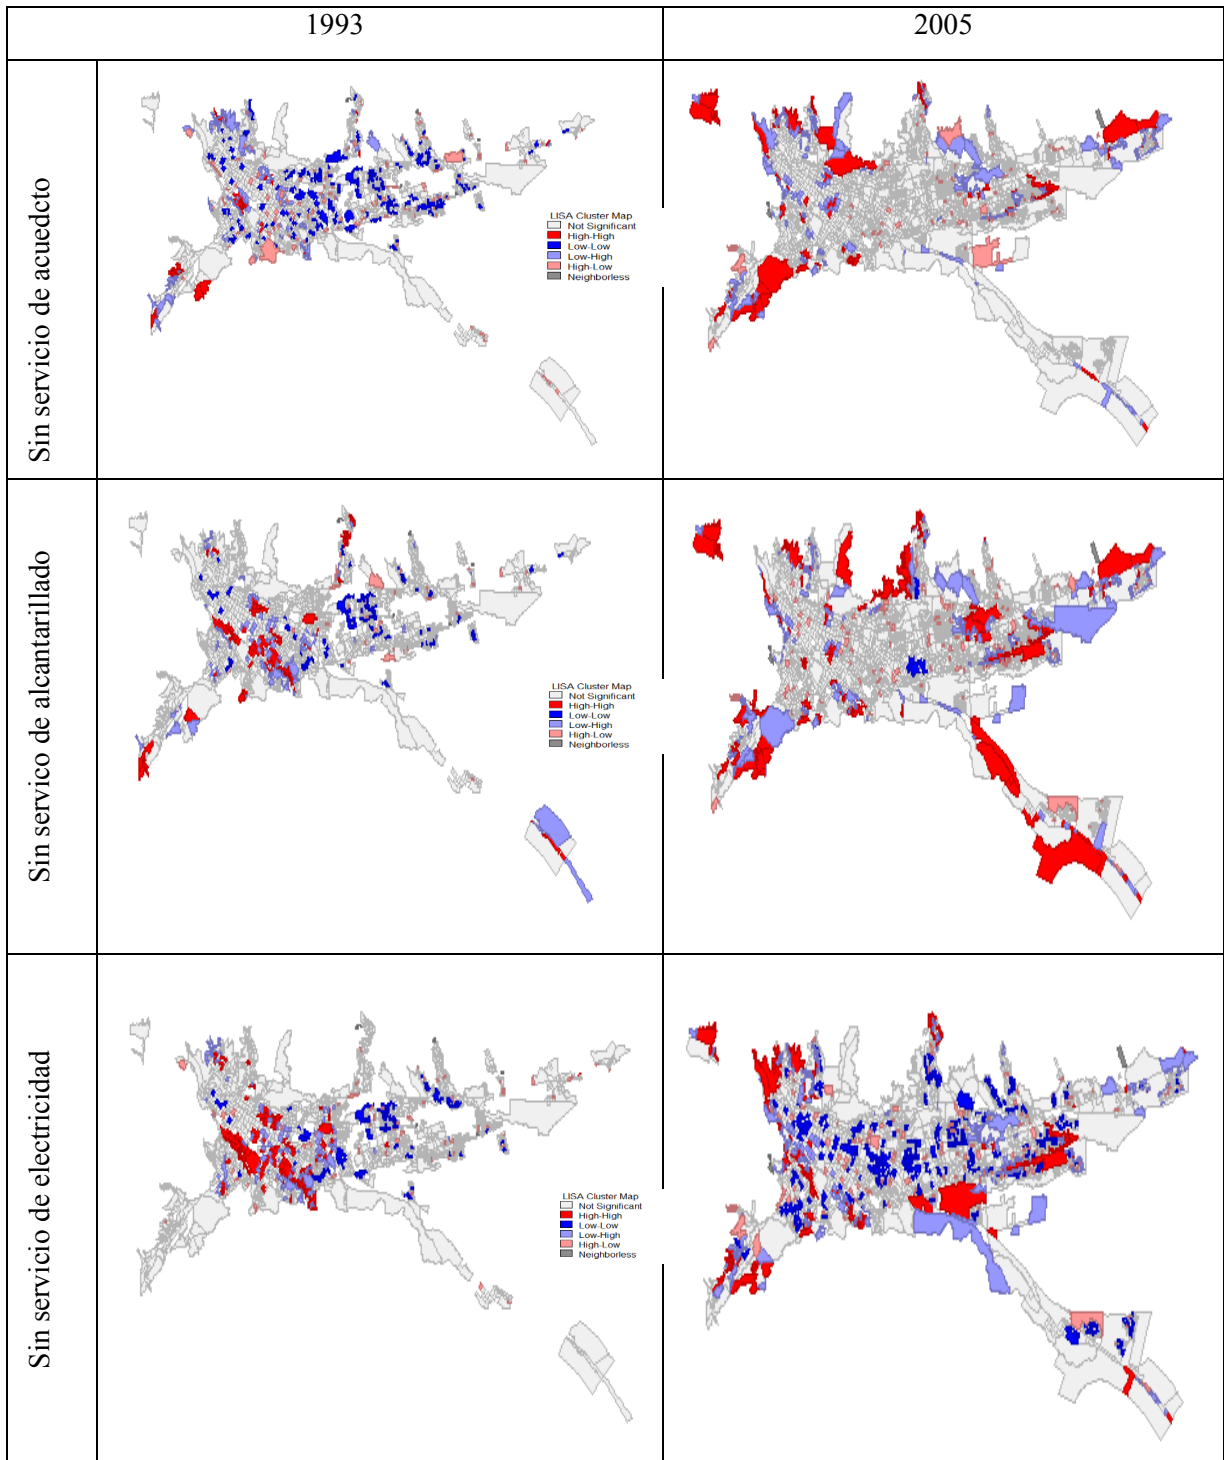 1993
2005
Sin servicio de acuedcto
LISA Cluster Map
Not Significant
High-High
Low-Low
Low-High
High-Low
Neighborless
Sin servico de alcantarillado
LISA Cluster Map
Not Significant
High-High
Low-Low
Low-High
High-Low
Neighborless
Sin servicio de electricidad
LISA Cluster Map
Not Significant
High-High
Low-Low
Low-High
High-Low
Neighborless